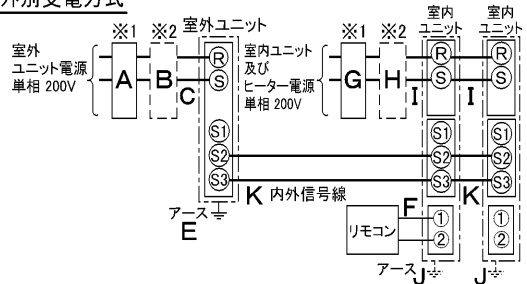 外別受電方式
※1
※2
室外ユニット
室外
ユニット電源
単相 200V
A
B
C
R
S
S1
S2
S3
アース
E
※1
※2
室内ユニット
及び
ヒーター電源
単相 200V
G
H
I
室内
ユニット
R
S
S1
S2
S3
①
②
I
室内
ユニット
R
S
S1
S2
S3
①
②
K 内外信号線
K
F
リモコン
アース
J
J